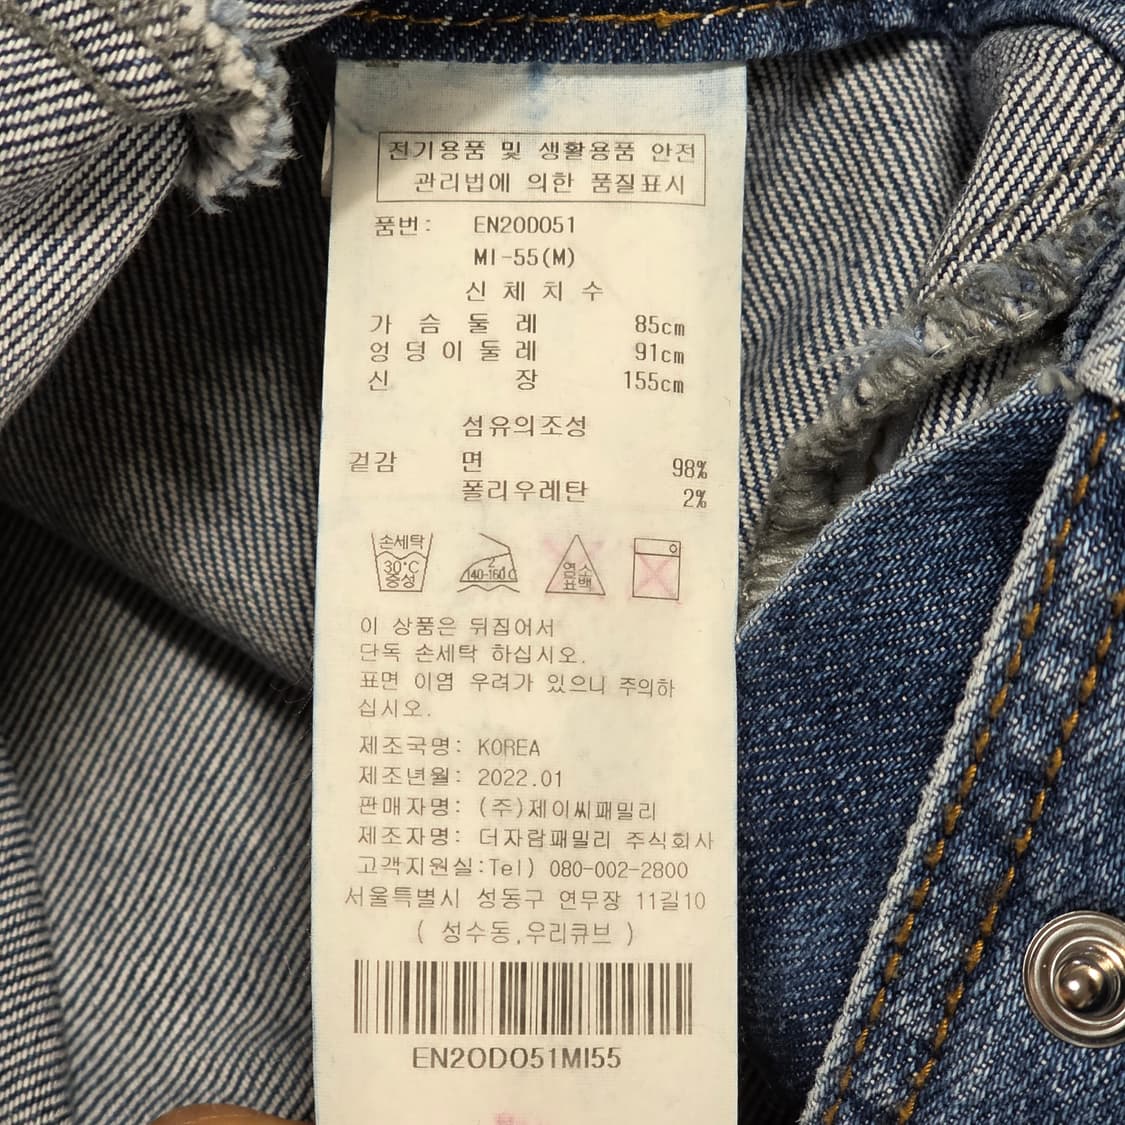 전기용품 및 생활용품 안전
관리법에 의한 품질표시
품번: EN20D051
MI-55(M)
신 체 치 수
가 슴 둘 레 85cm
엉 덩 이 둘 레 91cm
신 장 155cm
섬유의조성
겉감 면 98%
폴리우레탄 2%
손세탁
30°C
중성
2
140-160°C
염소
표백
이 상품은 뒤집어서
단독 손세탁 하십시오.
표면 이염 우려가 있으니 주의하
십시오.
제조국명: KOREA
제조년월: 2022.01
판매자명: (주)제이씨패밀리
제조자명: 더자람패밀리 주식회사
고객지원실:Tel) 080-002-2800
서울특별시 성동구 연무장 11길10
( 성수동,우리큐브 )
EN20D051MI55